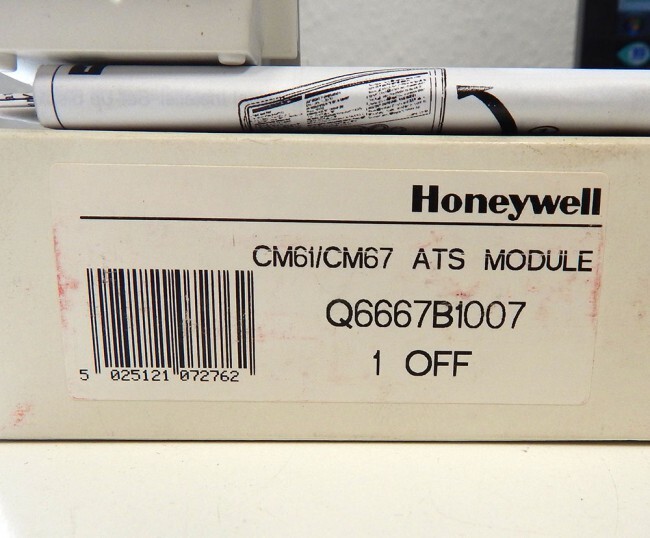 Honeywell
CM61/CM67 ATS MODULE
Q6667B1007
1 OFF
5 025121 072762